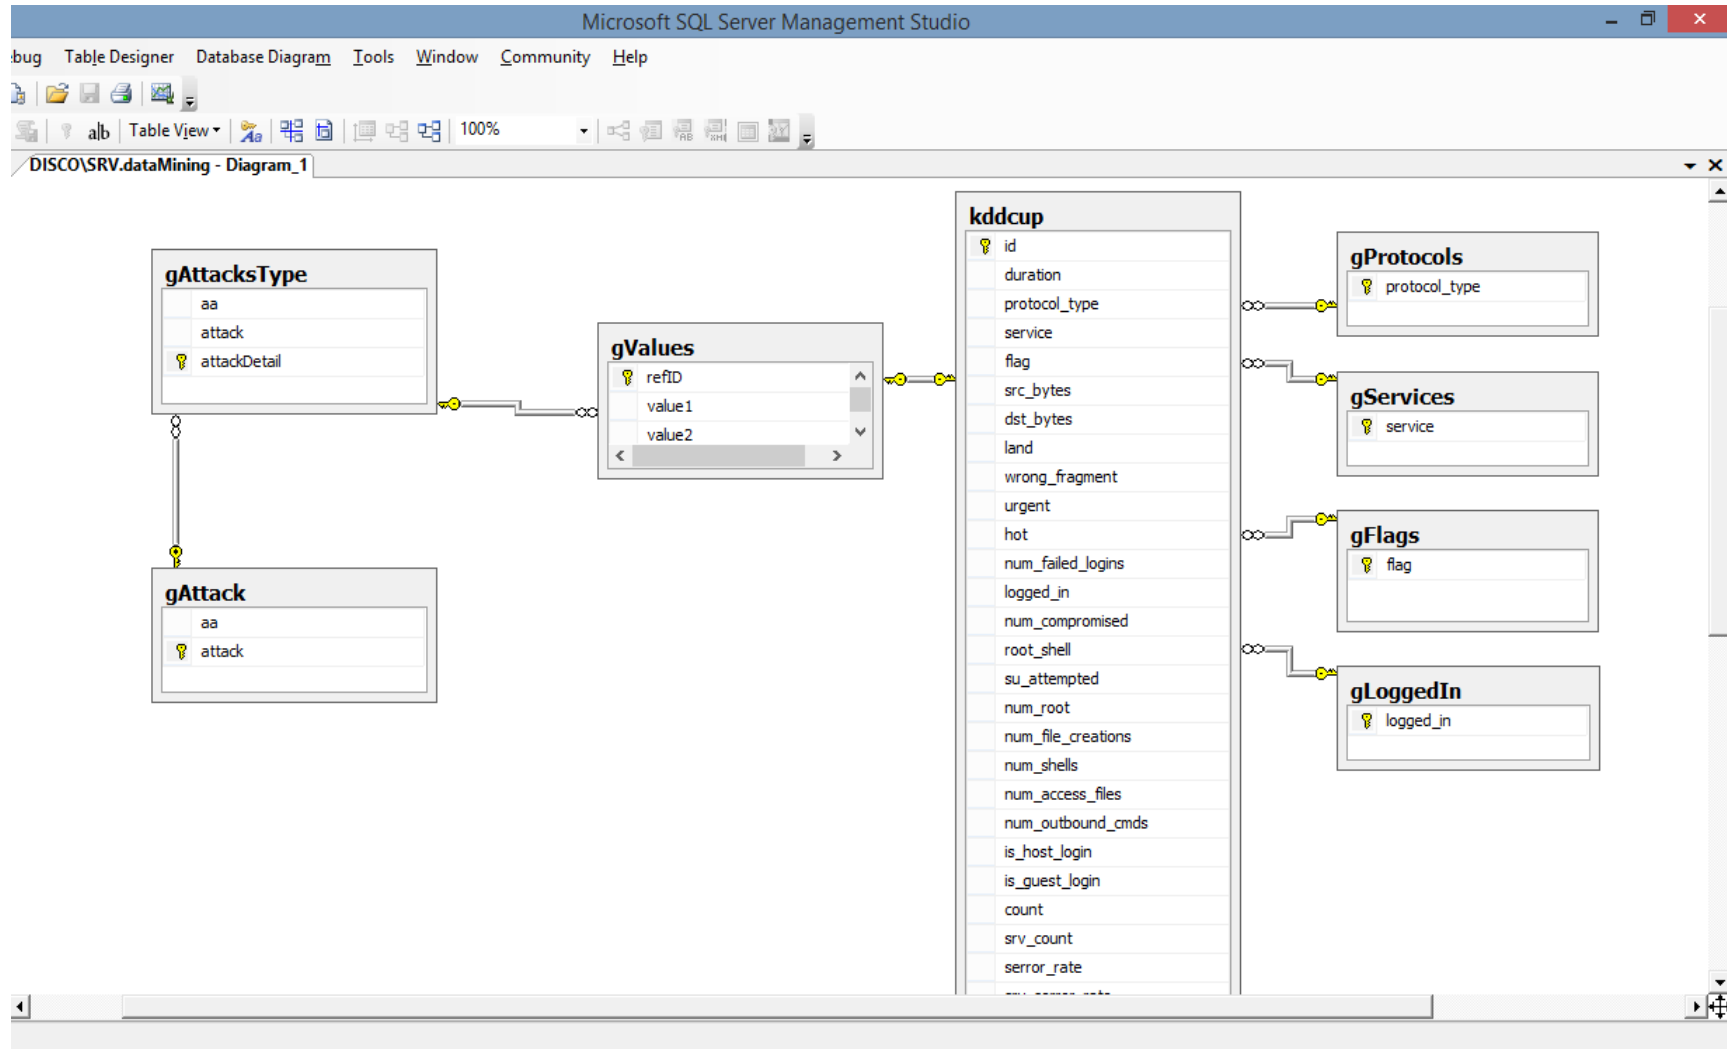 Microsoft SQL Server Management Studio
ebug Table Designer Database Diagram Tools Window Community Help
a|b Table View 100%
DISCO\SRV.dataMining - Diagram_1
gAttacksType
aa
attack
attackDetail
gAttack
aa
attack
gValues
refID
value1
value2
kddcup
id
duration
protocol_type
service
flag
src_bytes
dst_bytes
land
wrong_fragment
urgent
hot
num_failed_logins
logged_in
num_compromised
root_shell
su_attempted
num_root
num_file_creations
num_shells
num_access_files
num_outbound_cmds
is_host_login
is_guest_login
count
srv_count
serror_rate
gProtocols
protocol_type
gServices
service
gFlags
flag
gLoggedIn
logged_in